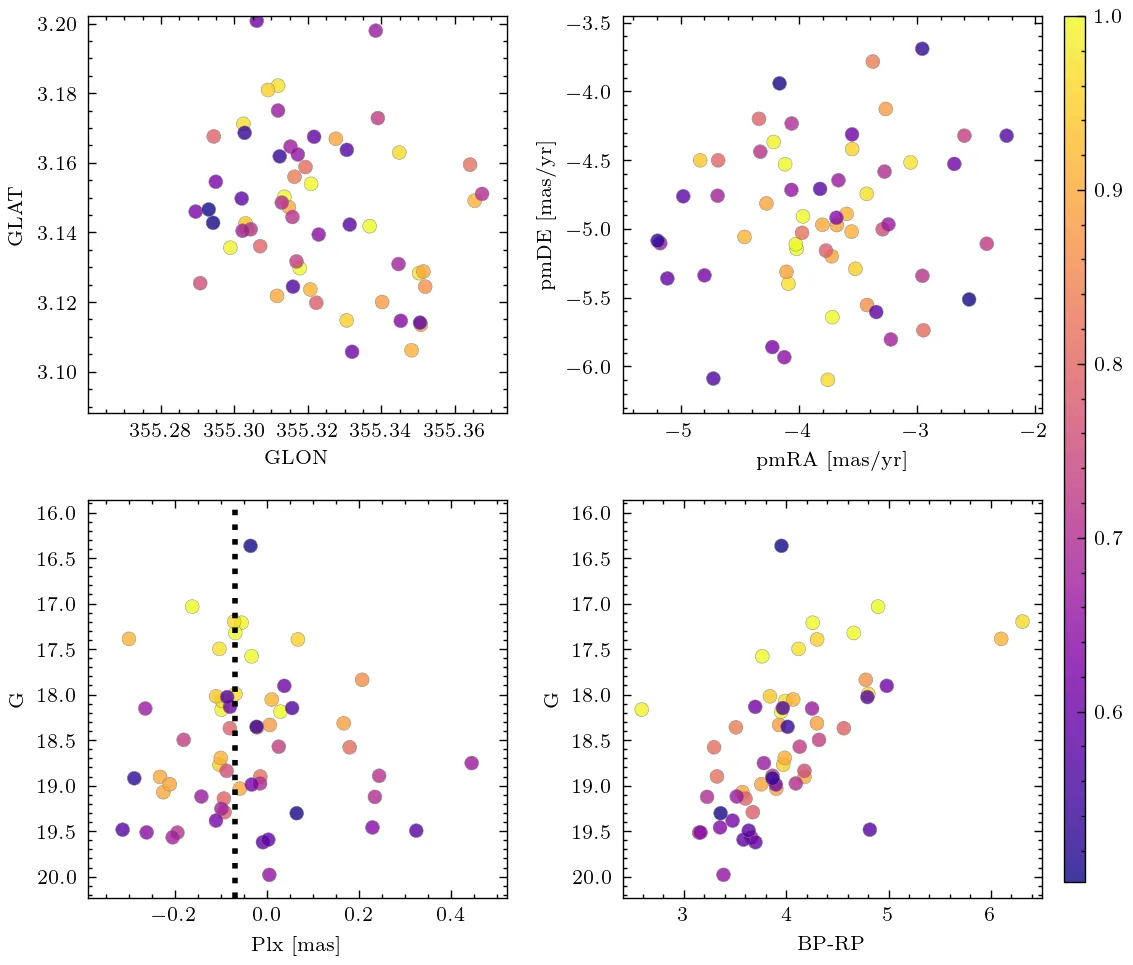 3.20
3.18
3.16
3.14
3.12
3.10
GLAT
355.28 355.30 355.32 355.34 355.36
GLON
−3.5
−4.0
−4.5
−5.0
−5.5
−6.0
pmDE [mas/yr]
−5 −4 −3 −2
pmRA [mas/yr]
1.0
0.9
0.8
0.7
0.6
16.0
16.5
17.0
17.5
18.0
18.5
19.0
19.5
20.0
G
−0.2 0.0 0.2 0.4
Plx [mas]
16.0
16.5
17.0
17.5
18.0
18.5
19.0
19.5
20.0
G
3 4 5 6
BP-RP